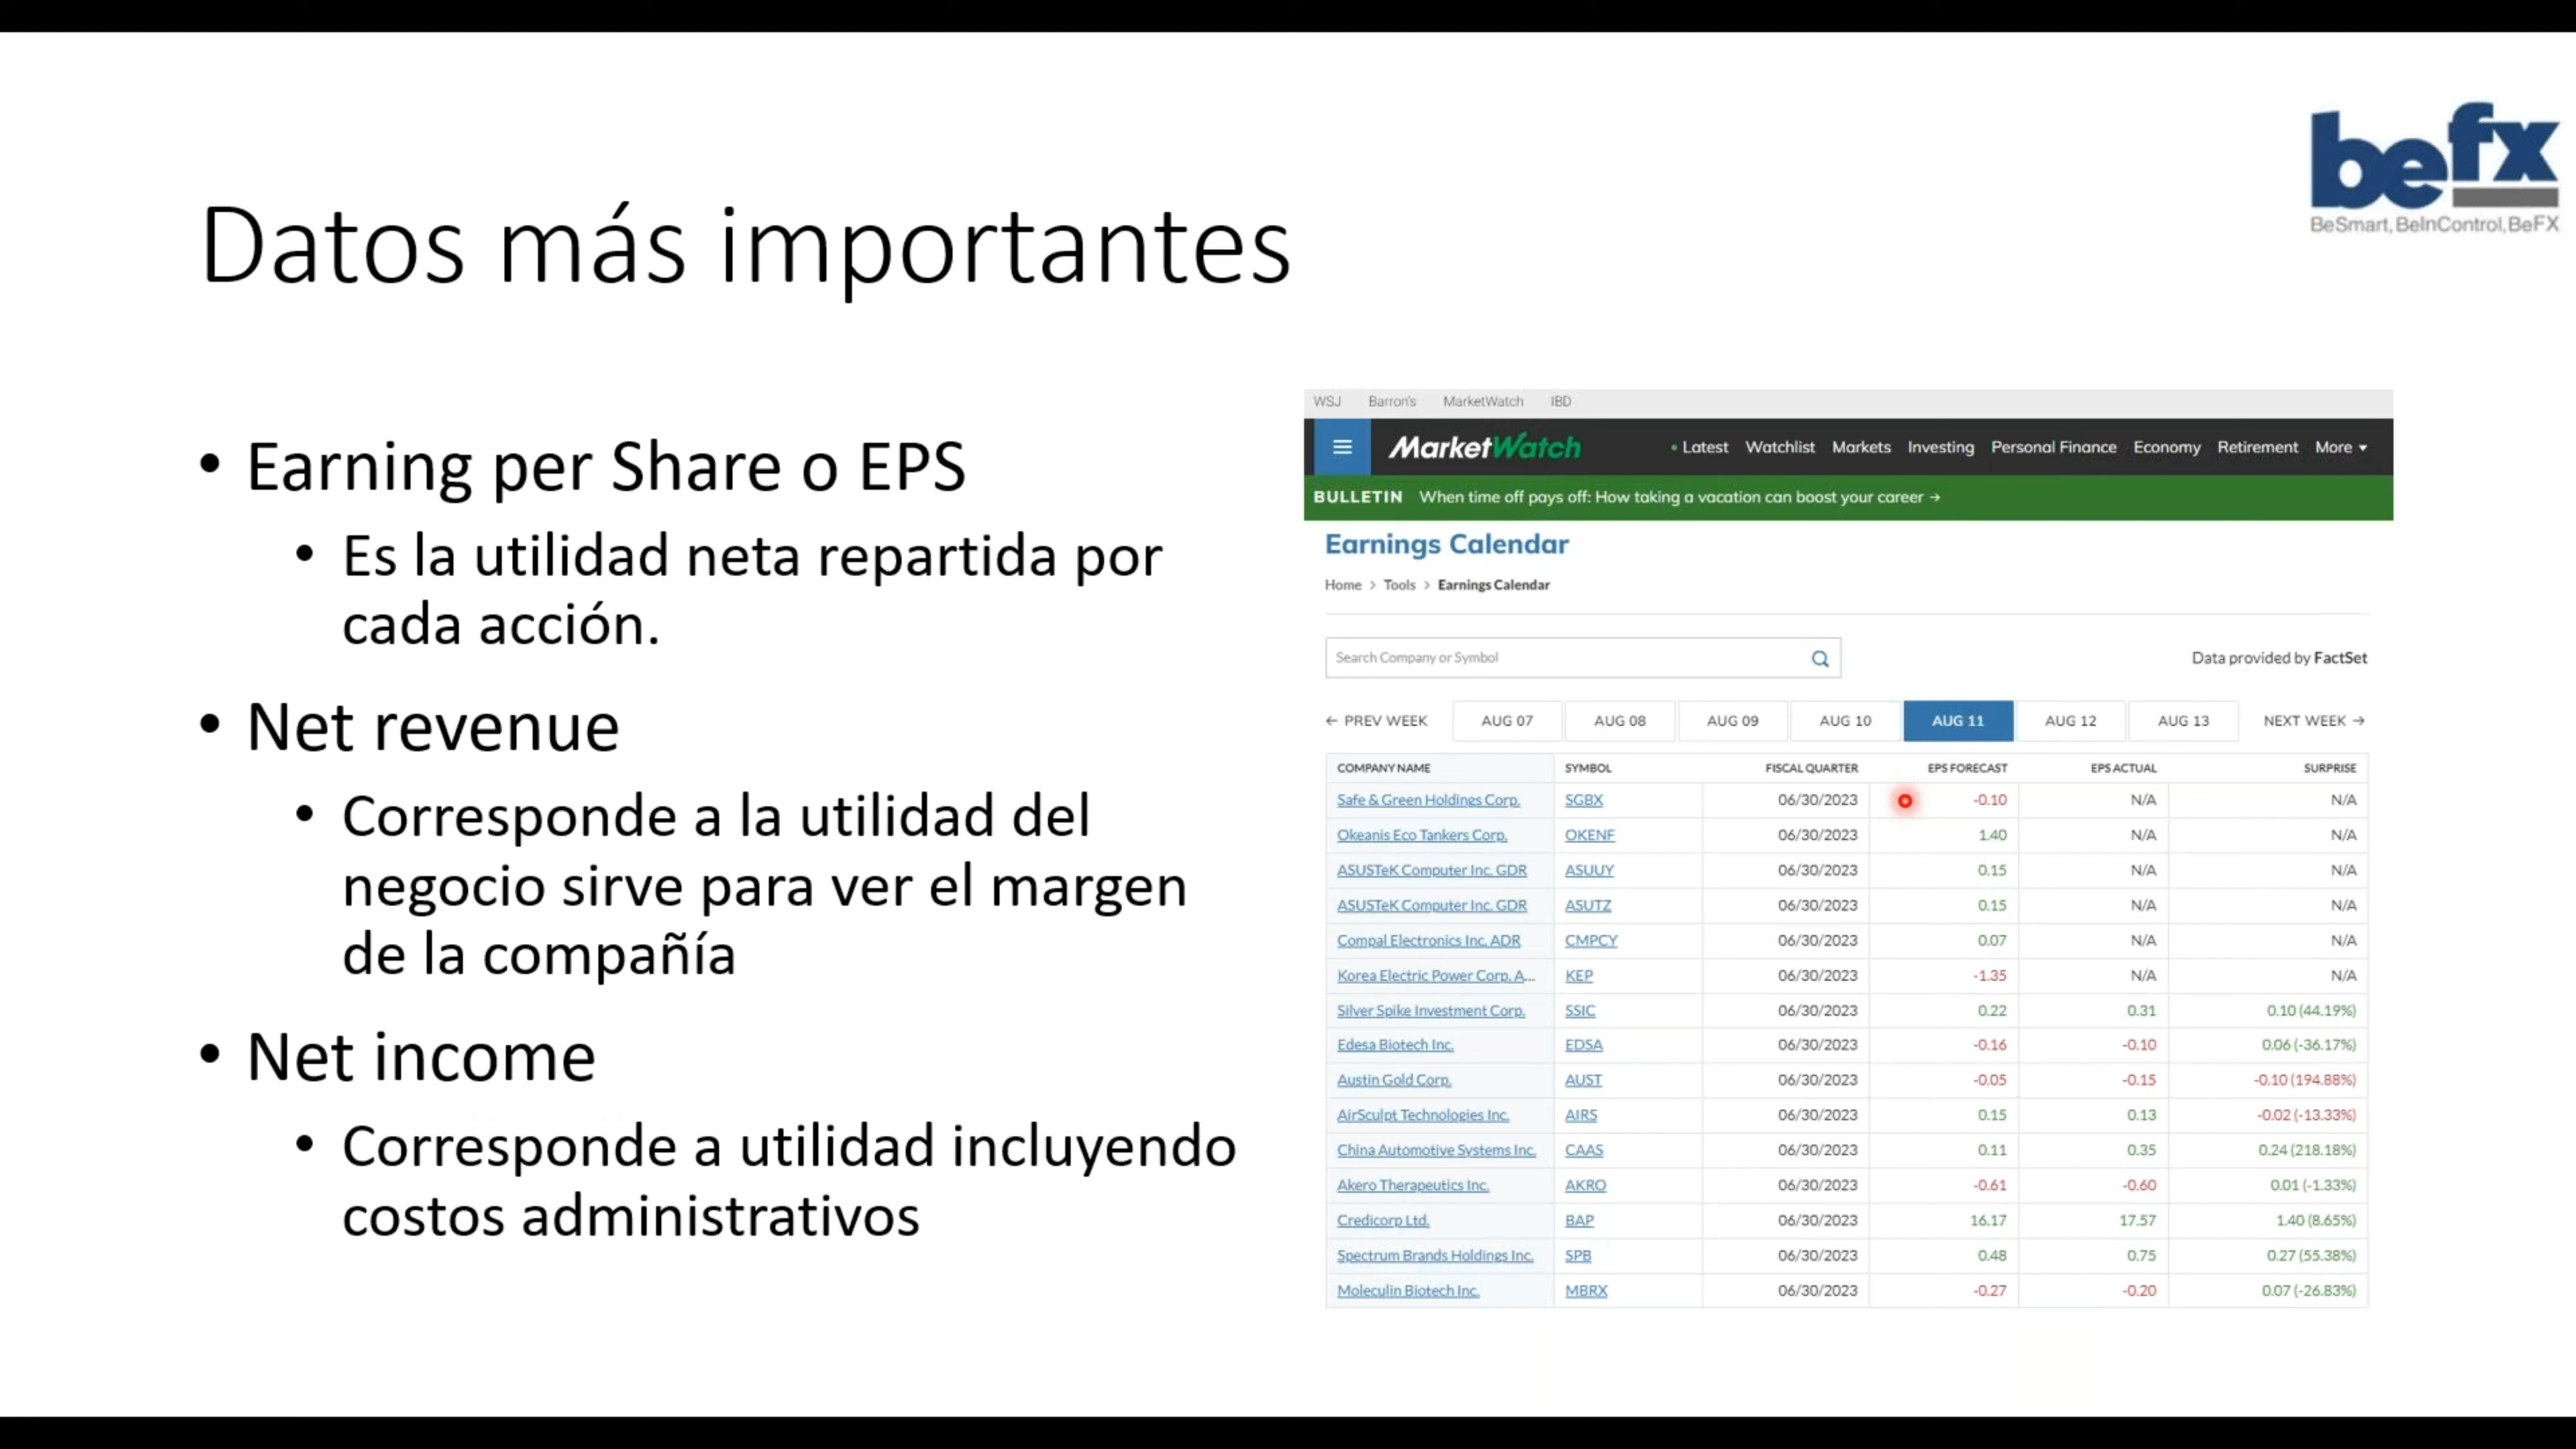 befx
BeSmart, BeInControl, BeFX
Datos más importantes
• Earning per Share o EPS
• Es la utilidad neta repartida por
cada acción.
• Net revenue
• Corresponde a la utilidad del
negocio sirve para ver el margen
de la compañía
• Net income
• Corresponde a utilidad incluyendo
costos administrativos
WSJ Barron's MarketWatch IBD
MarketWatch • Latest Watchlist Markets Investing Personal Finance Economy Retirement More
BULLETIN When time off pays off: How taking a vacation can boost your career →
Earnings Calendar
Home > Tools > Earnings Calendar
Search Company or Symbol Data provided by FactSet
← PREV WEEK AUG 07 AUG 08 AUG 09 AUG 10 AUG 11 AUG 12 AUG 13 NEXT WEEK →
COMPANY NAME SYMBOL FISCAL QUARTER EPS FORECAST EPS ACTUAL SURPRISE
Safe & Green Holdings Corp. SGBX 06/30/2023 -0.10 N/A N/A
Okeanis Eco Tankers Corp. OKENF 06/30/2023 1.40 N/A N/A
ASUSTeK Computer Inc. GDR ASUUY 06/30/2023 0.15 N/A N/A
ASUSTeK Computer Inc. GDR ASUTZ 06/30/2023 0.15 N/A N/A
Compal Electronics Inc. ADR CMPCY 06/30/2023 0.07 N/A N/A
Korea Electric Power Corp. A... KEP 06/30/2023 -1.35 N/A N/A
Silver Spike Investment Corp. SSIC 06/30/2023 0.22 0.31 0.10 (44.19%)
Edesa Biotech Inc. EDSA 06/30/2023 -0.16 -0.10 0.06 (-36.17%)
Austin Gold Corp. AUST 06/30/2023 -0.05 -0.15 -0.10 (194.88%)
AirSculpt Technologies Inc. AIRS 06/30/2023 0.15 0.13 -0.02 (-13.33%)
China Automotive Systems Inc. CAAS 06/30/2023 0.11 0.35 0.24 (218.18%)
Akero Therapeutics Inc. AKRO 06/30/2023 -0.61 -0.60 0.01 (-1.33%)
Credicorp Ltd. BAP 06/30/2023 16.17 17.57 1.40 (8.65%)
Spectrum Brands Holdings Inc. SPB 06/30/2023 0.48 0.75 0.27 (55.38%)
Moleculin Biotech Inc. MBRX 06/30/2023 -0.27 -0.20 0.07 (-26.83%)